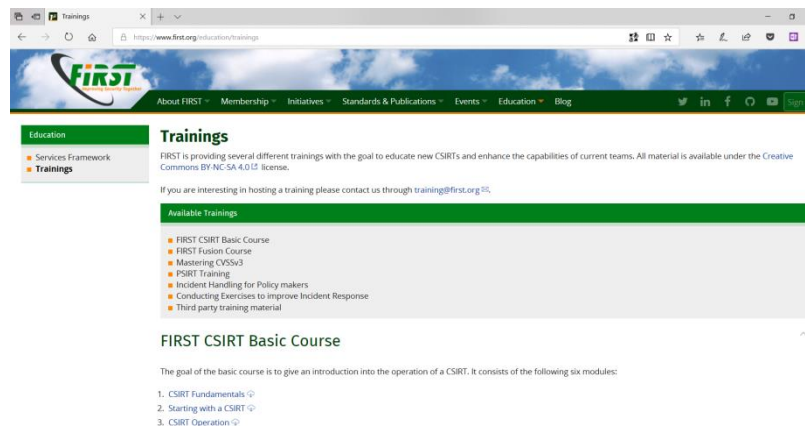 Trainings
https://www.first.org/education/trainings
FiRST
Improving Security Together
About FIRST Membership Initiatives Standards & Publications Events Education Blog
Sign
Education
Services Framework
Trainings
Trainings
FIRST is providing several different trainings with the goal to educate new CSIRTs and enhance the capabilities of current teams. All material is available under the Creative
Commons BY-NC-SA 4.0 license.
If you are interesting in hosting a training please contact us through training@first.org.
Available Trainings
FIRST CSIRT Basic Course
FIRST Fusion Course
Mastering CVSSv3
PSIRT Training
Incident Handling for Policy makers
Conducting Exercises to improve Incident Response
Third party training material
FIRST CSIRT Basic Course
The goal of the basic course is to give an introduction into the operation of a CSIRT. It consists of the following six modules:
1. CSIRT Fundamentals
2. Starting with a CSIRT
3. CSIRT Operation